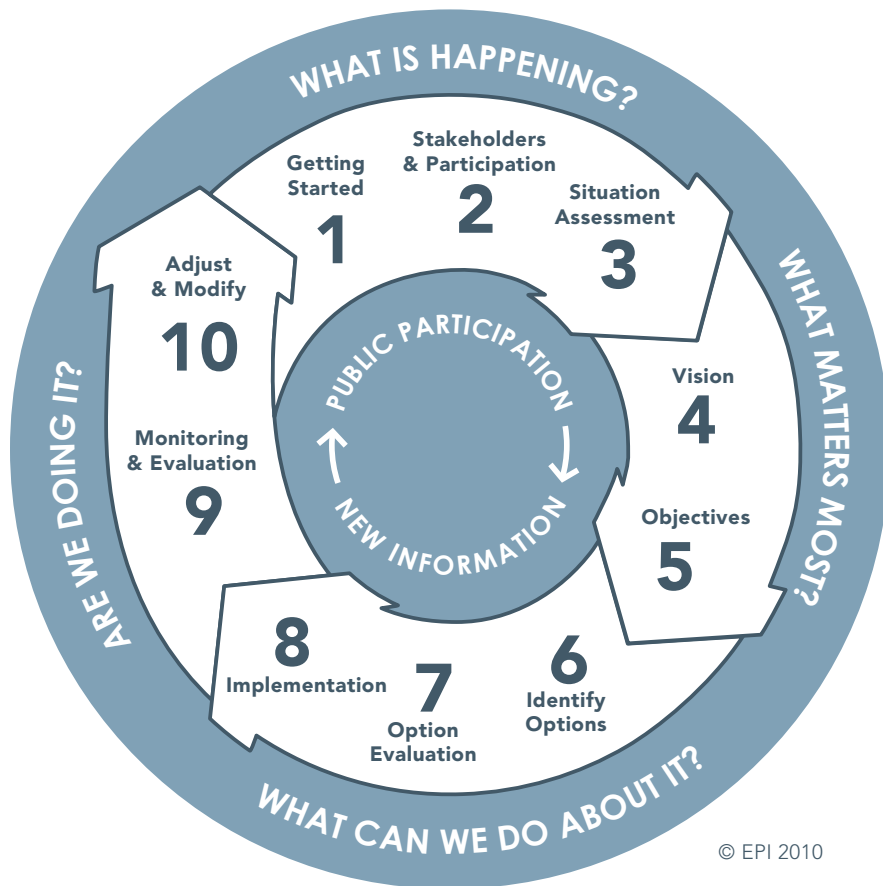 WHAT IS HAPPENING?
Getting
Started
1
Stakeholders
& Participation
2
Situation
Assessment
3
WHAT MATTERS MOST?
Vision
4
Objectives
5
6
Identify
Options
7
Option
Evaluation
8
Implementation
WHAT CAN WE DO ABOUT IT?
Monitoring
& Evaluation
9
Adjust
& Modify
10
ARE WE DOING IT?
PUBLIC PARTICIPATION
NEW INFORMATION
© EPI 2010